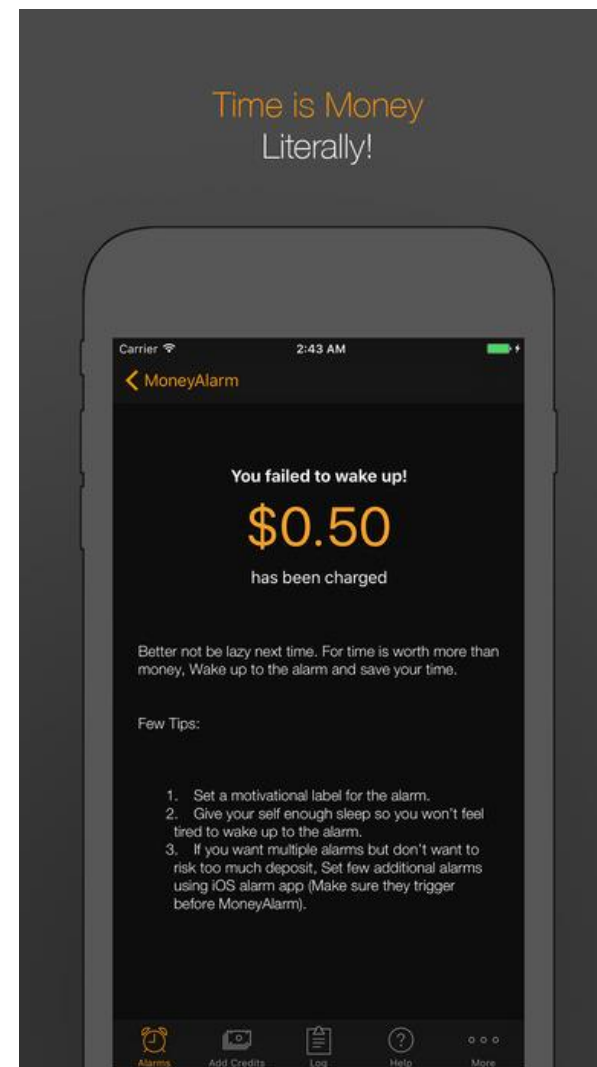 Time is Money
Literally!
Carrier 2:43 AM
MoneyAlarm
You failed to wake up!
$0.50
has been charged
Better not be lazy next time. For time is worth more than
money, Wake up to the alarm and save your time.
Few Tips:
1. Set a motivational label for the alarm.
2. Give your self enough sleep so you won't feel
tired to wake up to the alarm.
3. If you want multiple alarms but don't want to
risk too much deposit, Set few additional alarms
using iOS alarm app (Make sure they trigger
before MoneyAlarm).
Alarms Add Credits Log Help More